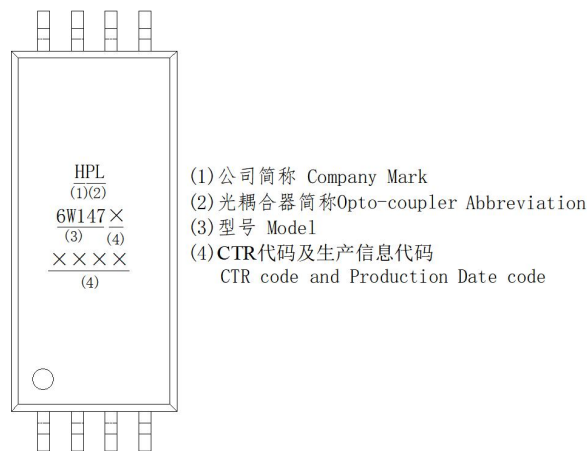 HPL
(1)(2)
6W147×
(3) (4)
××××
(4)
(1)公司简称 Company Mark
(2)光耦合器简称Opto-coupler Abbreviation
(3)型号 Model
(4)CTR代码及生产信息代码
CTR code and Production Date code